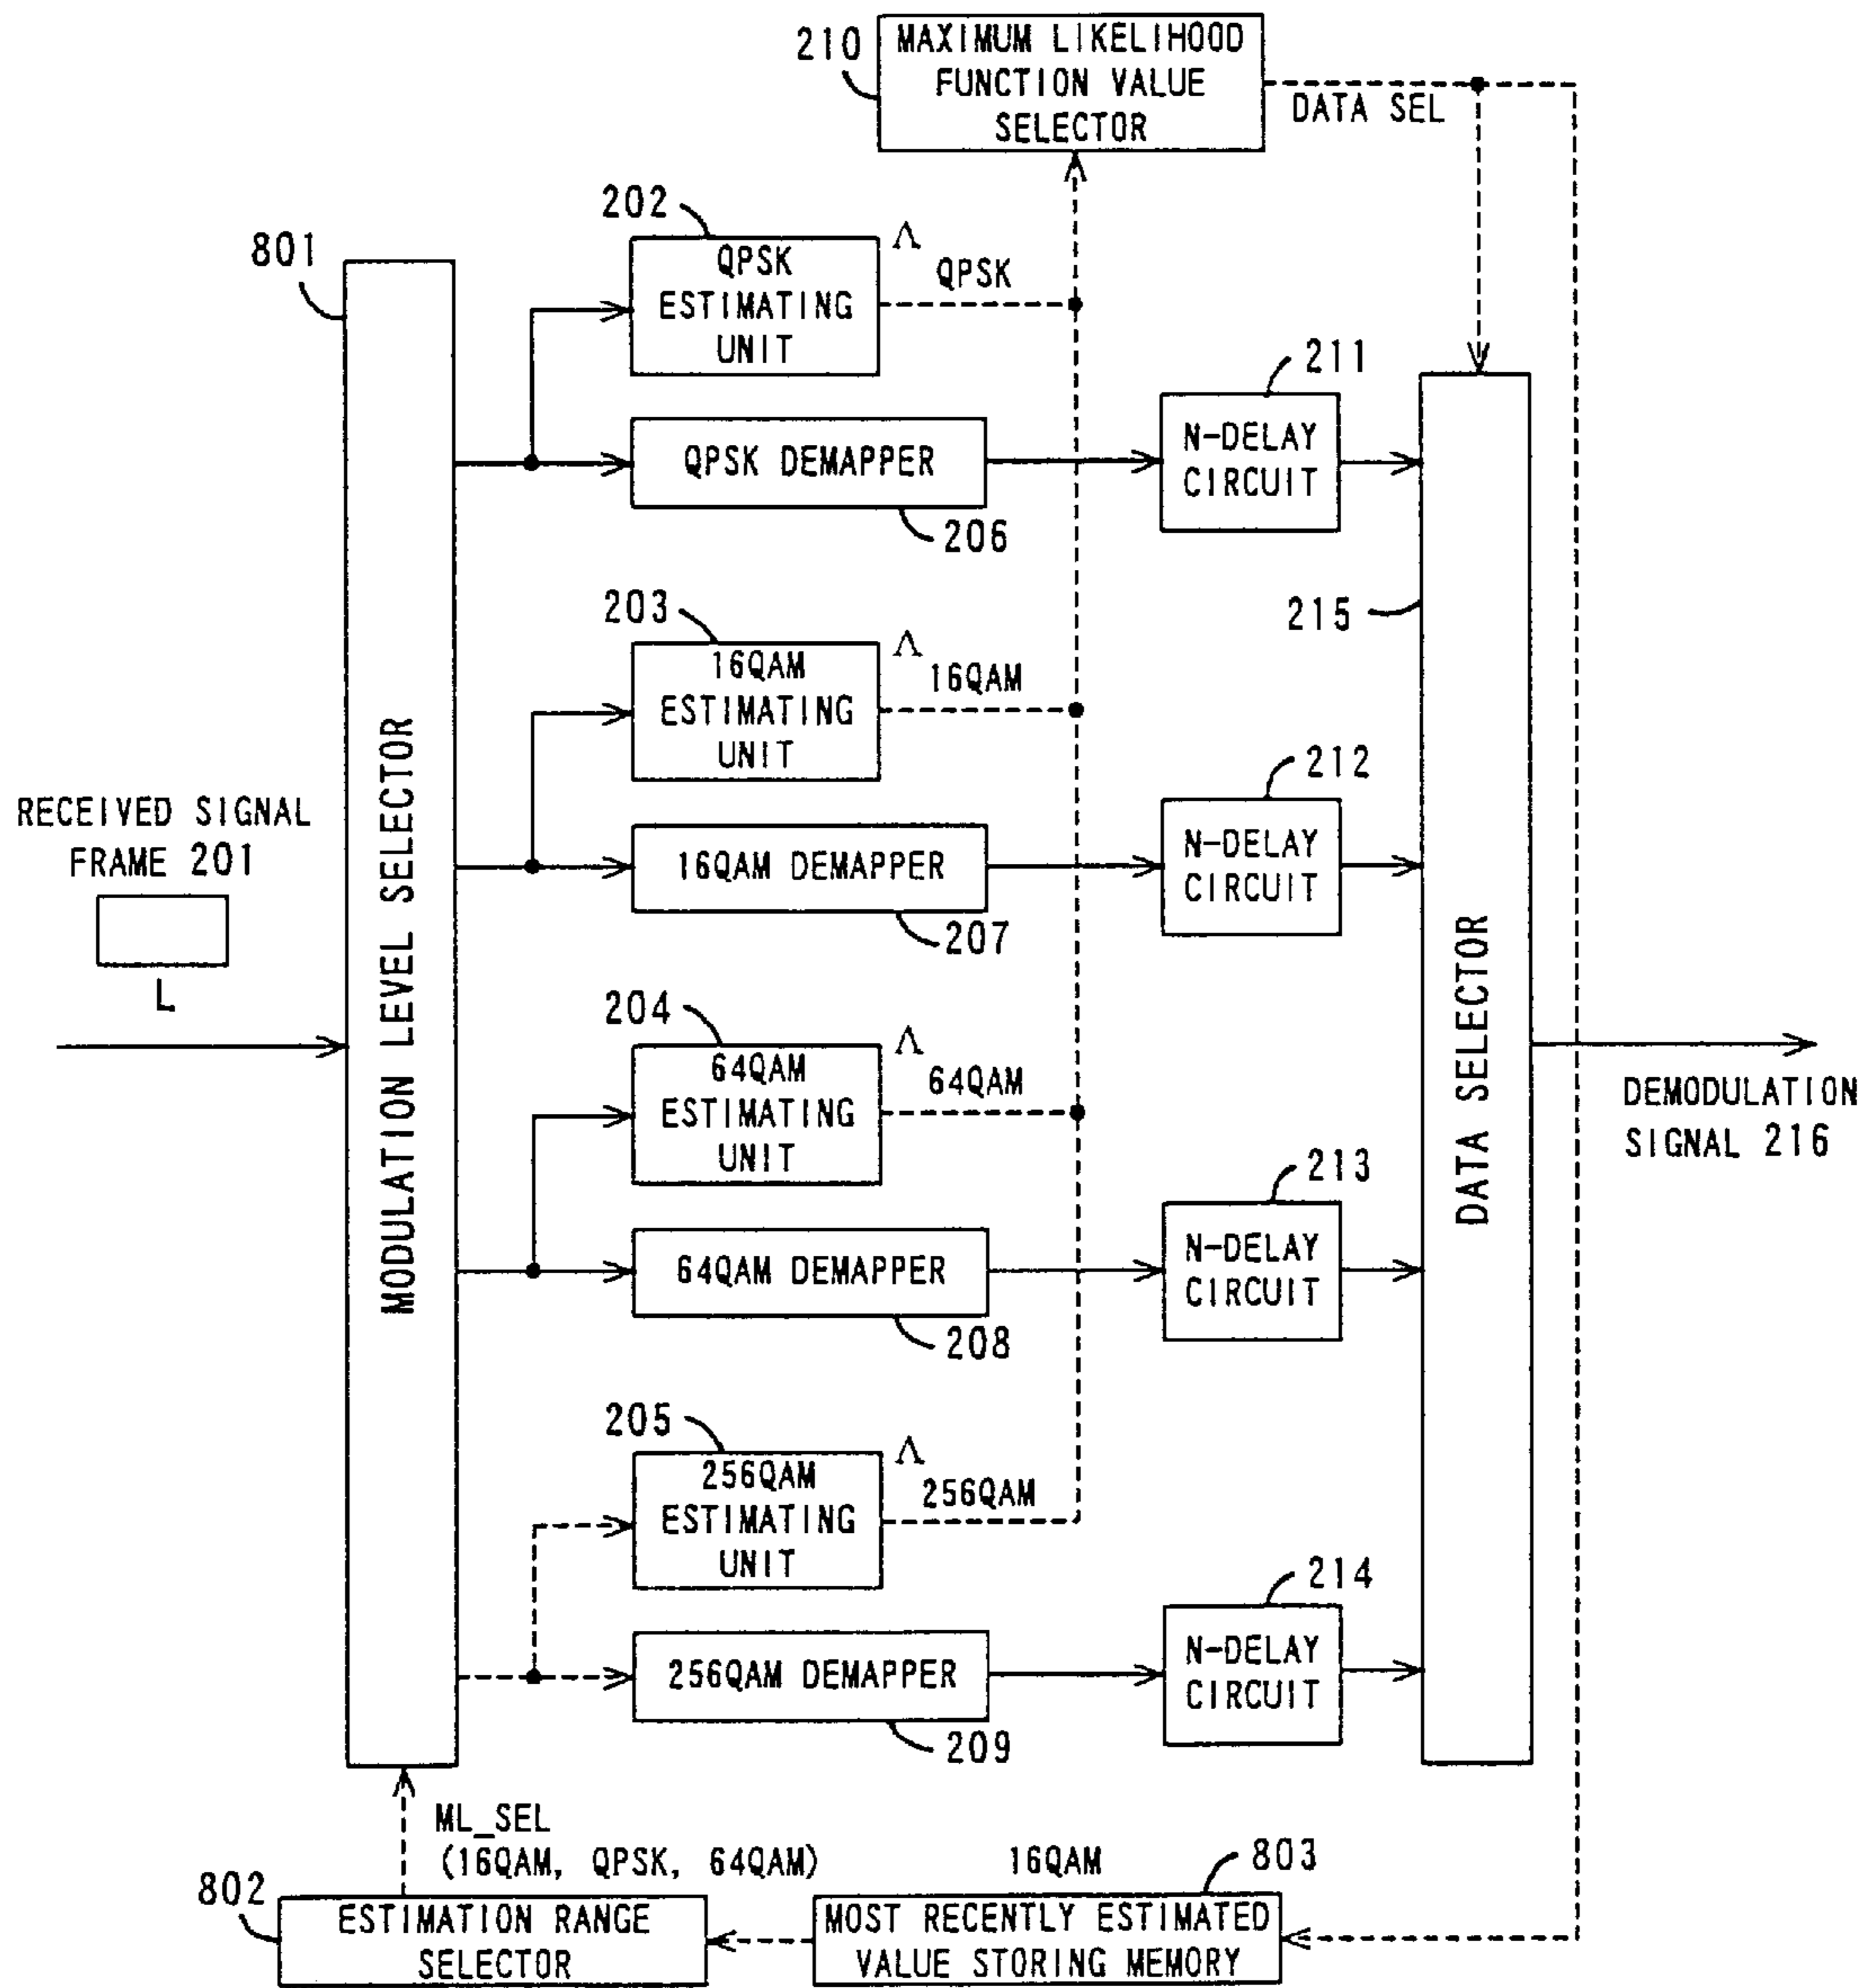 210
MAXIMUM LIKELIHOOD
FUNCTION VALUE
SELECTOR
DATA SEL
801
MODULATION LEVEL SELECTOR
202
QPSK
ESTIMATING
UNIT
Λ QPSK
QPSK DEMAPPER
206
211
N-DELAY
CIRCUIT
203
16QAM
ESTIMATING
UNIT
Λ 16QAM
215
DATA SELECTOR
RECEIVED SIGNAL
FRAME 201
L
16QAM DEMAPPER
207
212
N-DELAY
CIRCUIT
204
64QAM
ESTIMATING
UNIT
Λ 64QAM
DEMODULATION
SIGNAL 216
64QAM DEMAPPER
208
213
N-DELAY
CIRCUIT
205
256QAM
ESTIMATING
UNIT
Λ 256QAM
256QAM DEMAPPER
209
214
N-DELAY
CIRCUIT
ML_SEL
(16QAM, QPSK, 64QAM)
802
ESTIMATION RANGE
SELECTOR
16QAM
803
MOST RECENTLY ESTIMATED
VALUE STORING MEMORY